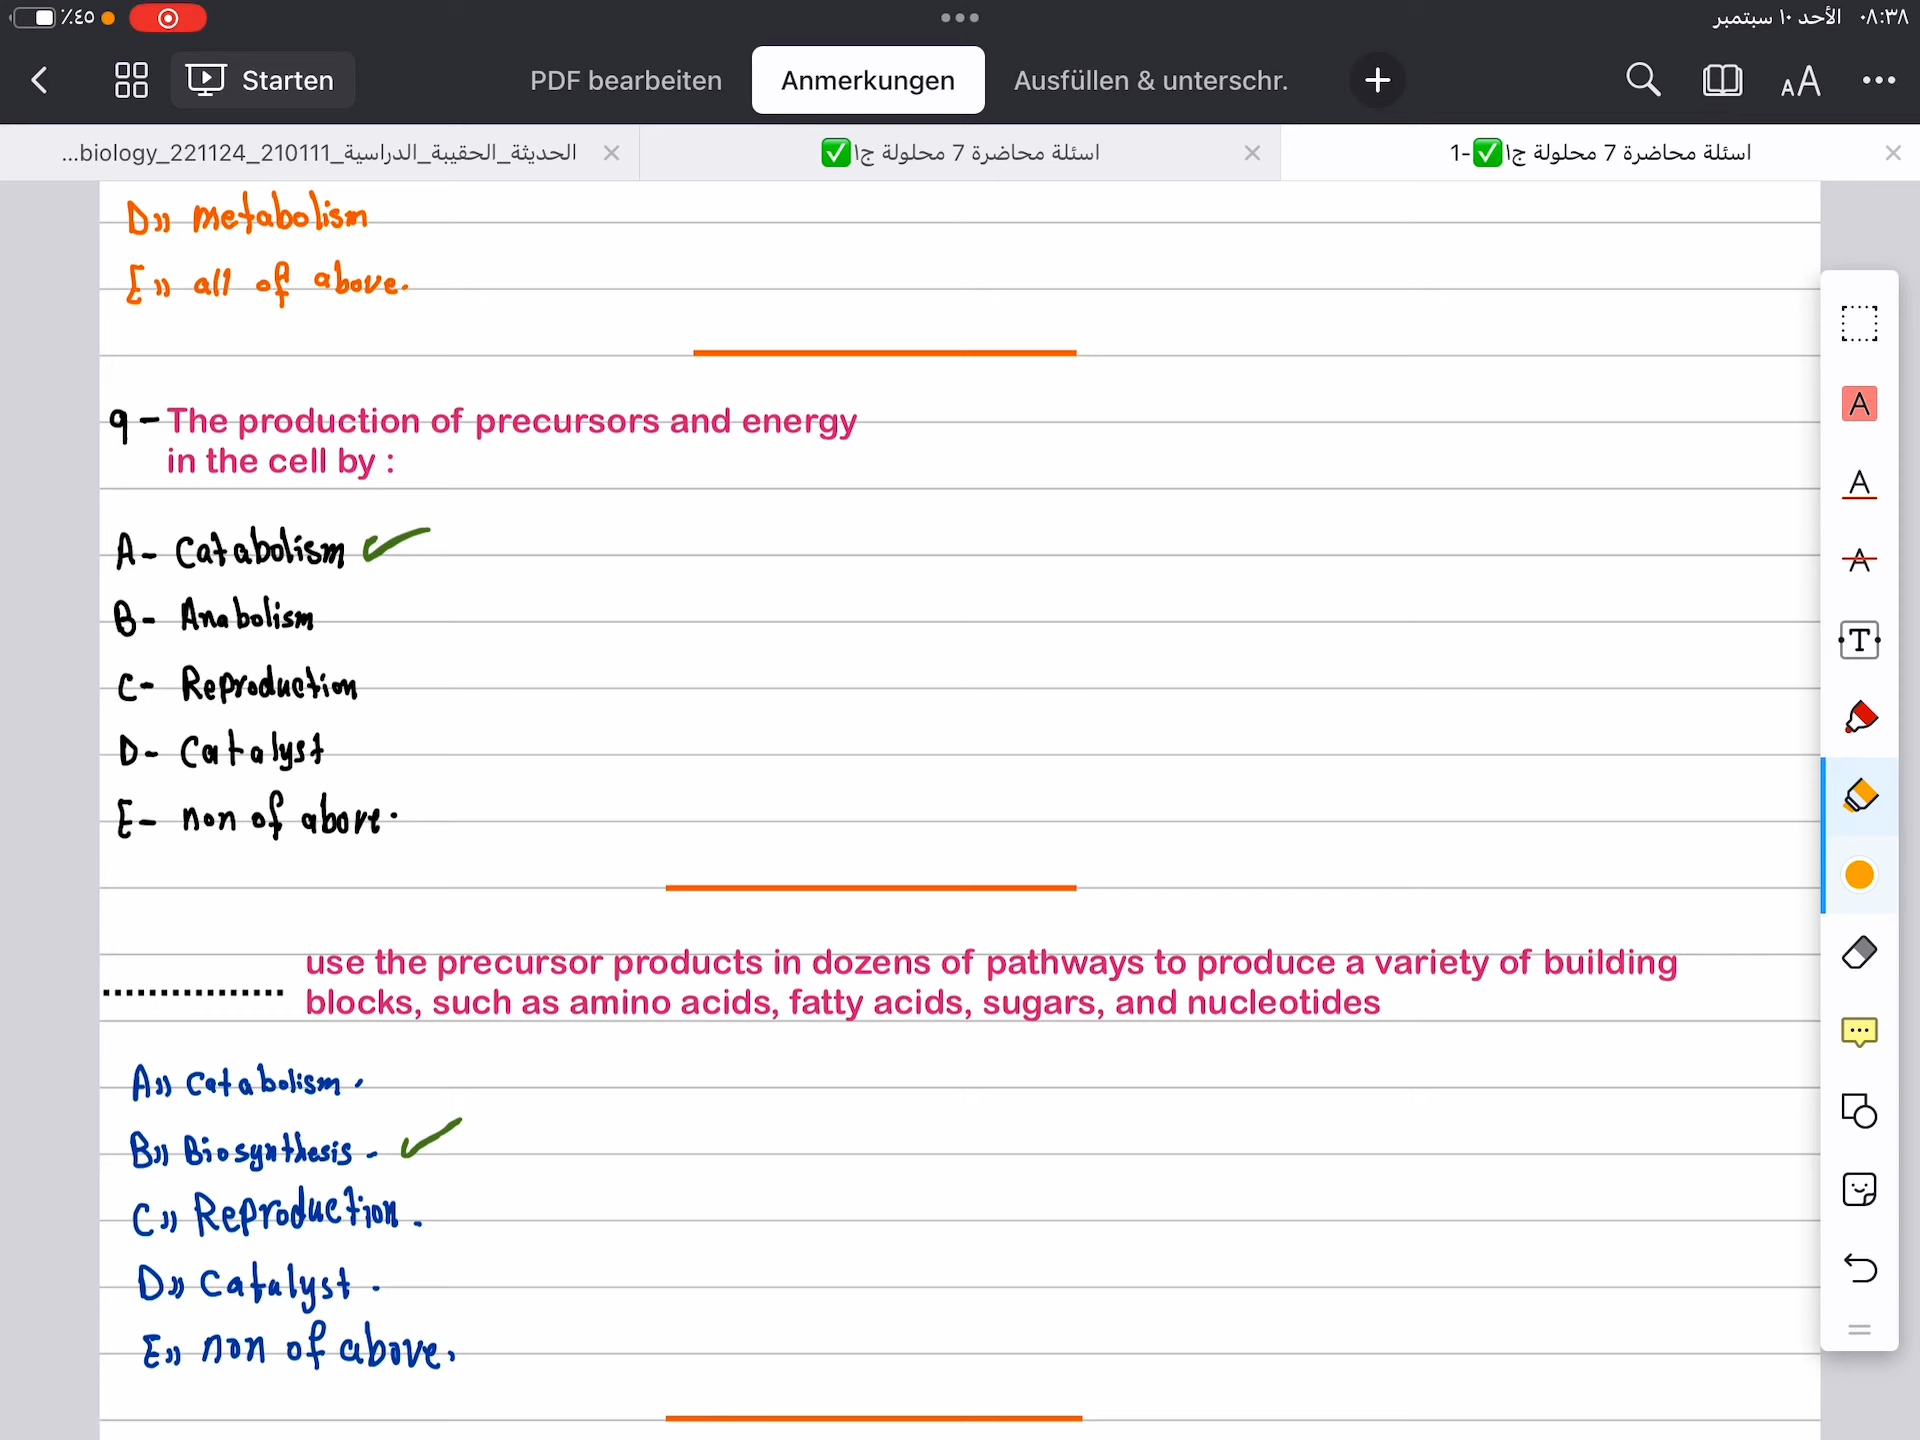 ٪٤٥
٠٨:٣٨ الأحد ١٠ سبتمبر
Starten
PDF bearbeiten
Anmerkungen
Ausfüllen & unterschr.
AA
...biology_221124_210111_الحديثة_الحقيبة_الدراسية
اسئلة محاضرة 7 محلولة ج١✅
اسئلة محاضرة 7 محلولة ج١✅-1
D» metabolism
E» all of above.
9- The production of precursors and energy
in the cell by :
A- Catabolism ✓
B- Anabolism
C- Reproduction
D- Catalyst
E- non of above.
use the precursor products in dozens of pathways to produce a variety of building
................ blocks, such as amino acids, fatty acids, sugars, and nucleotides
A» Catabolism.
B» Biosynthesis. ✓
C» Reproduction.
D» Catalyst.
E» non of above.
A
A
A
T